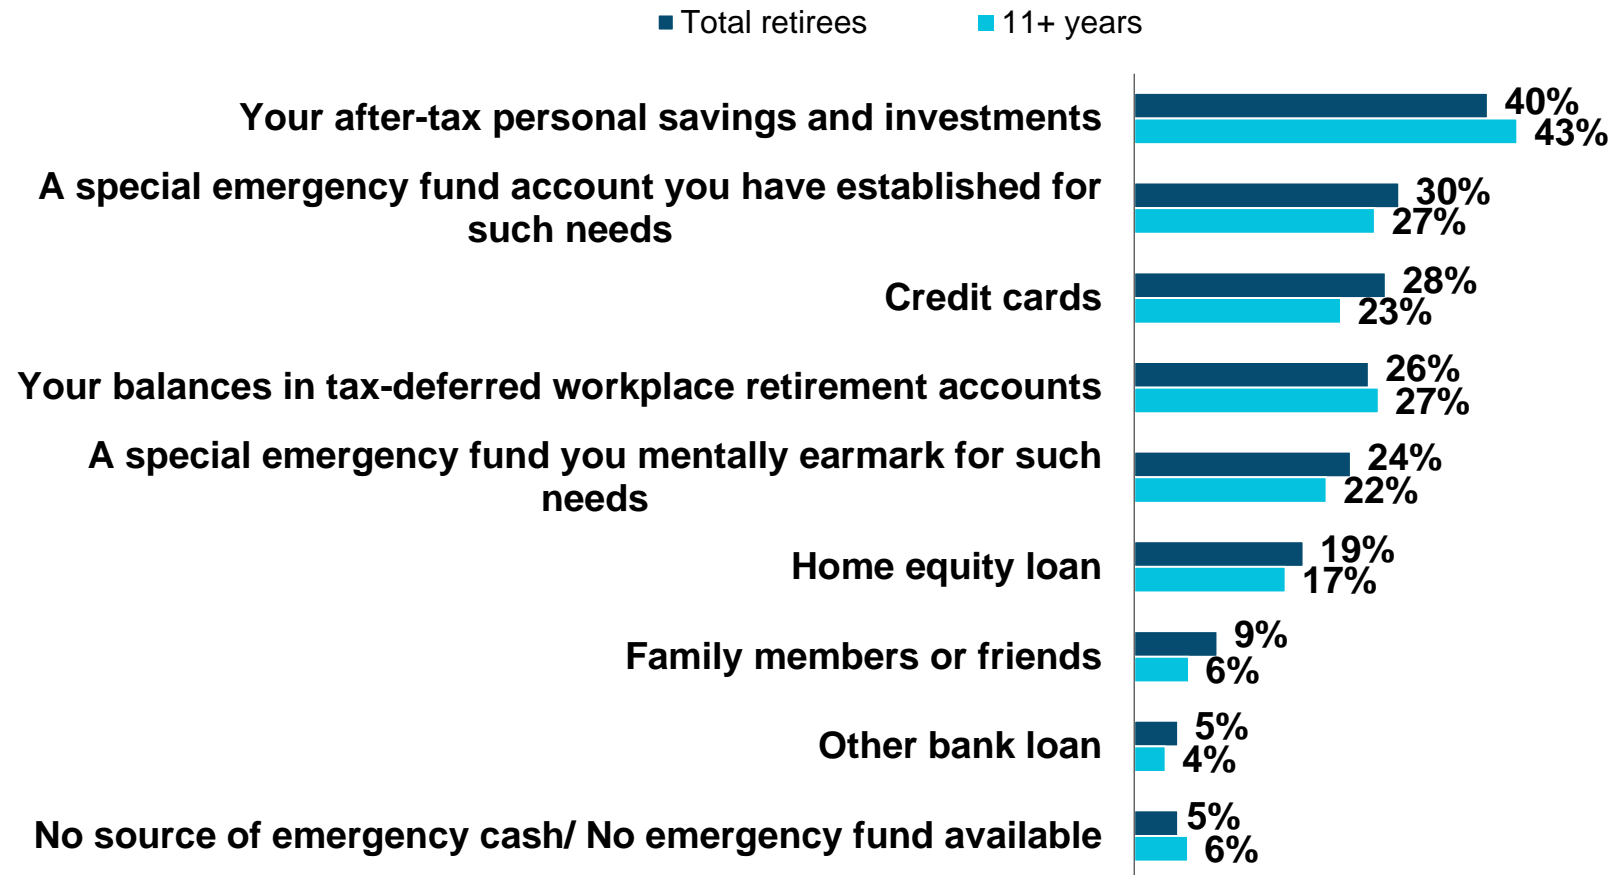 Total retirees
11+ years
Your after-tax personal savings and investments
40%
43%
A special emergency fund account you have established for
such needs
30%
27%
Credit cards
28%
23%
Your balances in tax-deferred workplace retirement accounts
26%
27%
A special emergency fund you mentally earmark for such
needs
24%
22%
Home equity loan
19%
17%
Family members or friends
9%
6%
Other bank loan
5%
4%
No source of emergency cash/ No emergency fund available
5%
6%